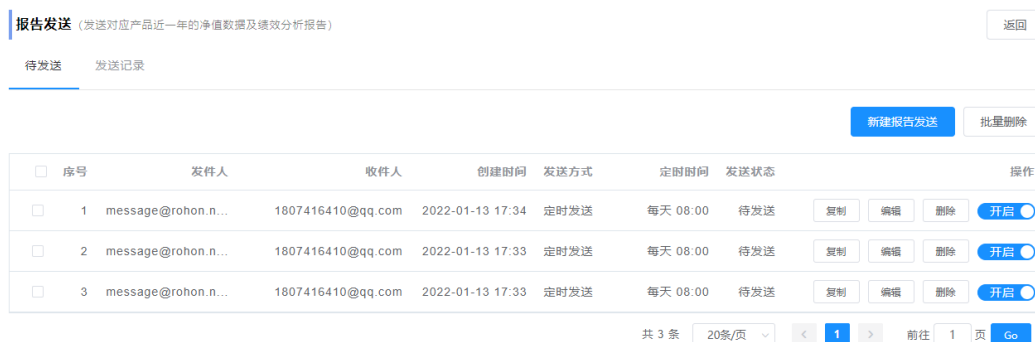 报告发送（发送对应产品近一年的净值数据及绩效分析报告） 返回
待发送 发送记录
新建报告发送 批量删除
序号 发件人 收件人 创建时间 发送方式 定时时间 发送状态 操作
1 message@rohon.n... 1807416410@qq.com 2022-01-13 17:34 定时发送 每天 08:00 待发送 复制 编辑 删除 开启
2 message@rohon.n... 1807416410@qq.com 2022-01-13 17:33 定时发送 每天 08:00 待发送 复制 编辑 删除 开启
3 message@rohon.n... 1807416410@qq.com 2022-01-13 17:33 定时发送 每天 08:00 待发送 复制 编辑 删除 开启
共 3 条 20条/页 < 1 > 前往 1 页 Go